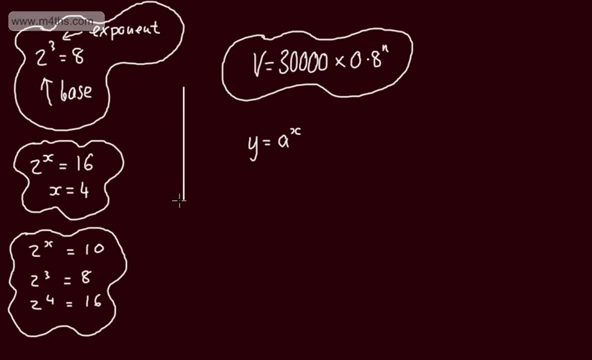 www.m4ths.com
exponent
2³ = 8
base
2ˣ = 16
x = 4
2ˣ = 10
2³ = 8
2⁴ = 16
V = 30000 × 0.8ⁿ
y = aˣ